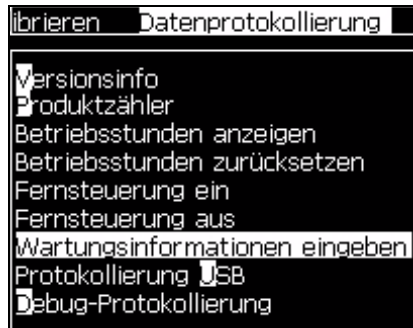 ibrieren Datenprotokollierung
Versionsinfo
Produktzähler
Betriebsstunden anzeigen
Betriebsstunden zurücksetzen
Fernsteuerung ein
Fernsteuerung aus
Wartungsinformationen eingeben
Protokollierung USB
Debug-Protokollierung